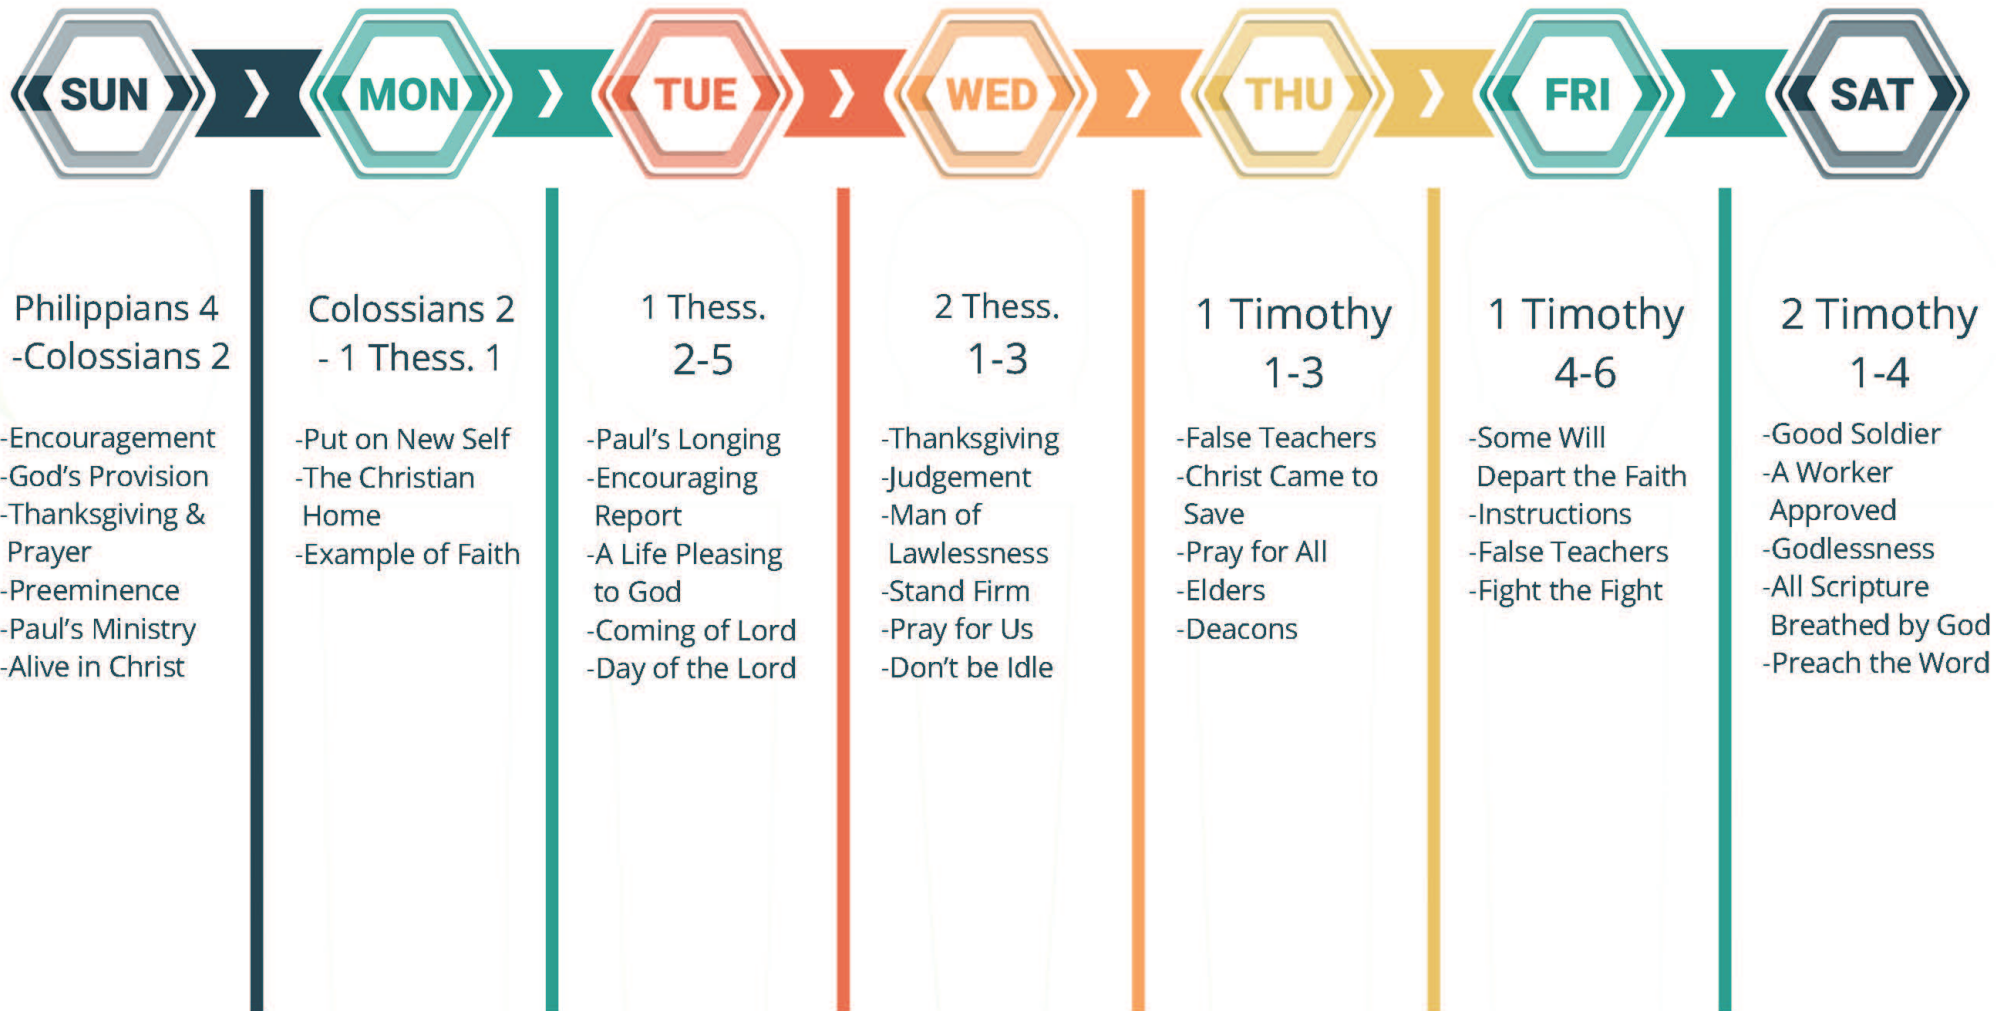 SUN
MON
TUE
WED
THU
FRI
SAT
Philippians 4
-Colossians 2
-Encouragement
-God's Provision
-Thanksgiving &
Prayer
-Preeminence
-Paul's Ministry
-Alive in Christ
Colossians 2
- 1 Thess. 1
-Put on New Self
-The Christian
Home
-Example of Faith
1 Thess.
2-5
-Paul's Longing
-Encouraging
Report
-A Life Pleasing
to God
-Coming of Lord
-Day of the Lord
2 Thess.
1-3
-Thanksgiving
-Judgement
-Man of
Lawlessness
-Stand Firm
-Pray for Us
-Don't be Idle
1 Timothy
1-3
-False Teachers
-Christ Came to
Save
-Pray for All
-Elders
-Deacons
1 Timothy
4-6
-Some Will
Depart the Faith
-Instructions
-False Teachers
-Fight the Fight
2 Timothy
1-4
-Good Soldier
-A Worker
Approved
-Godlessness
-All Scripture
Breathed by God
-Preach the Word